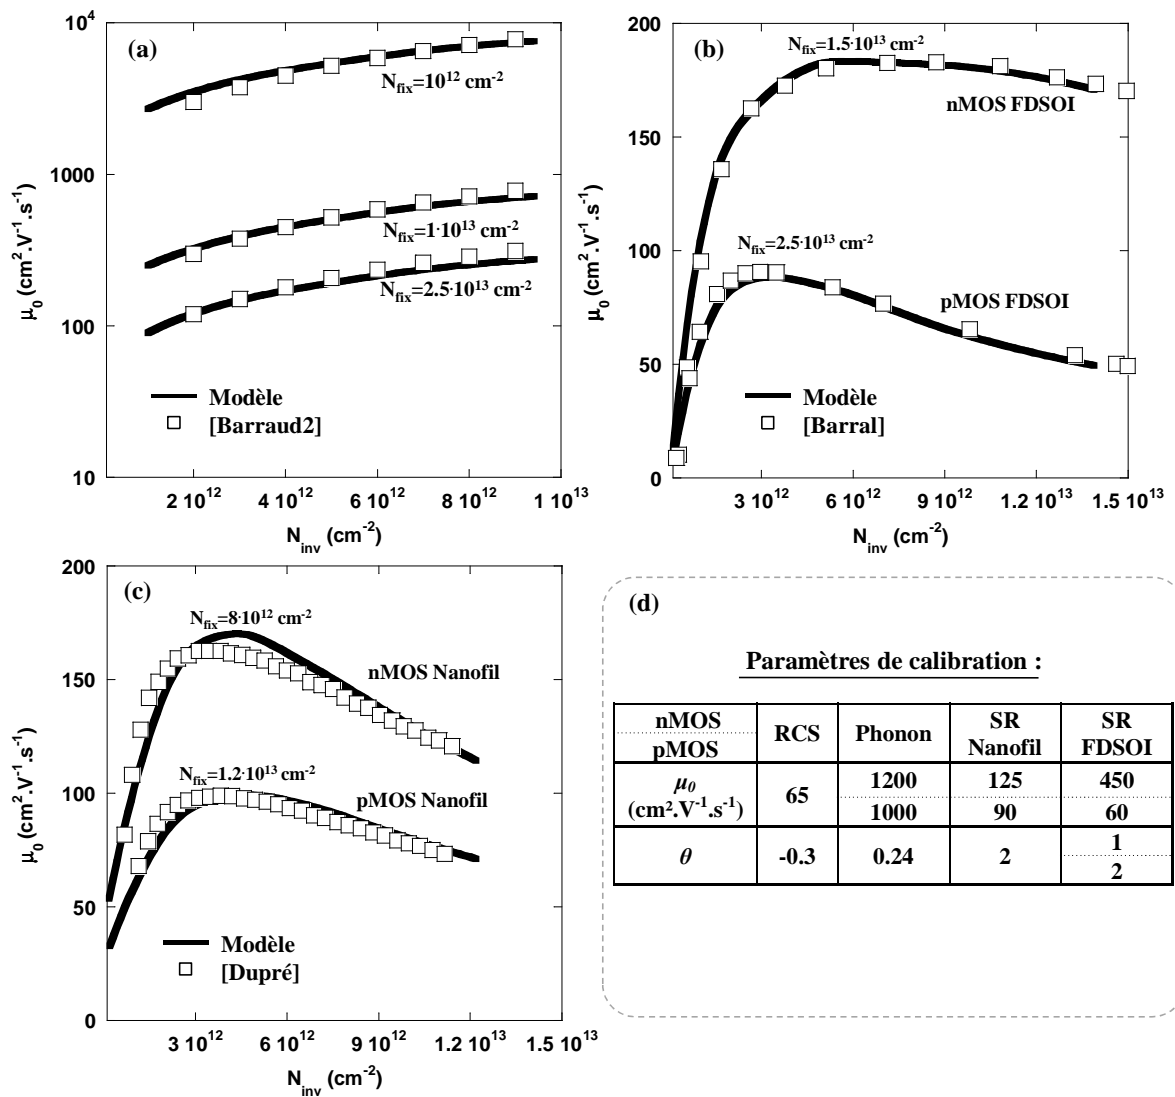 (a)
10⁴
1000
100
10
μ₀ (cm².V⁻¹.s⁻¹)
N_fix=10¹² cm⁻²
N_fix=1·10¹³ cm⁻²
N_fix=2.5·10¹³ cm⁻²
Modèle
[Barraud2]
2 10¹² 4 10¹² 6 10¹² 8 10¹² 1 10¹³
N_inv (cm⁻²)
(b)
200
150
100
50
0
μ₀ (cm².V⁻¹.s⁻¹)
N_fix=1.5·10¹³ cm⁻²
nMOS FDSOI
N_fix=2.5·10¹³ cm⁻²
pMOS FDSOI
Modèle
[Barral]
3 10¹² 6 10¹² 9 10¹² 1.2 10¹³ 1.5 10¹³
N_inv (cm⁻²)
(c)
200
150
100
50
0
μ₀ (cm².V⁻¹.s⁻¹)
N_fix=8·10¹² cm⁻²
nMOS Nanofil
N_fix=1.2·10¹³ cm⁻²
pMOS Nanofil
Modèle
[Dupré]
3 10¹² 6 10¹² 9 10¹² 1.2 10¹³ 1.5 10¹³
N_inv (cm⁻²)
(d)
Paramètres de calibration :
nMOS
pMOS
RCS
Phonon
SR
Nanofil
SR
FDSOI
μ₀
(cm².V⁻¹.s⁻¹)
65
1200 125 450
1000 90 60
θ -0.3 0.24 2
1
2